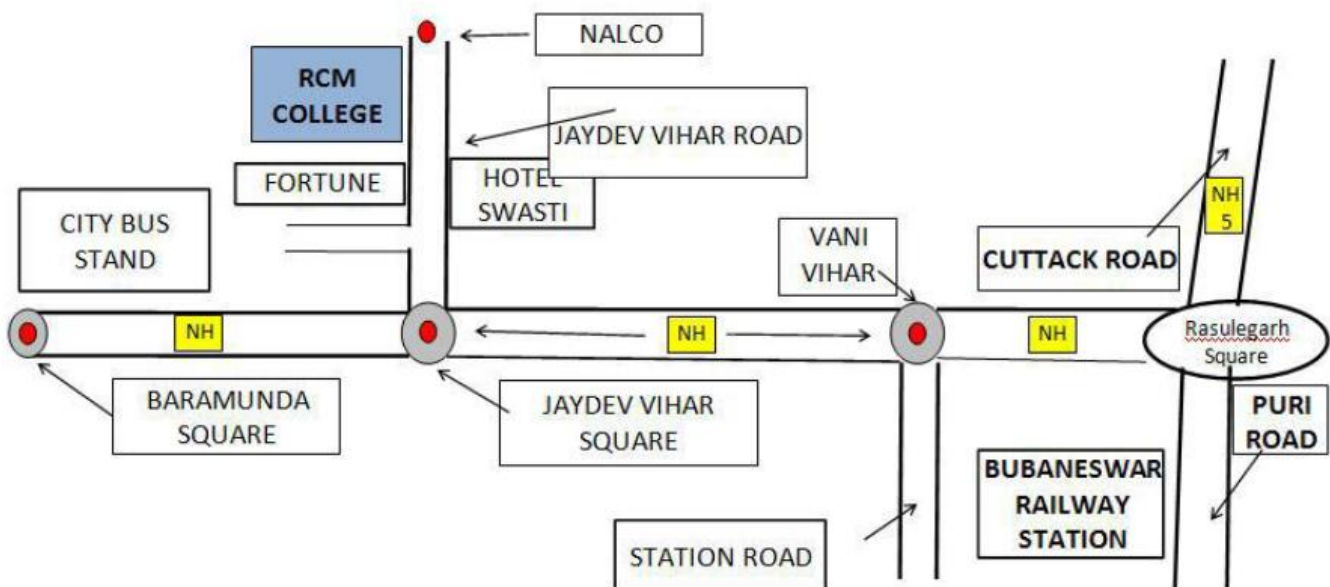 NALCO
RCM
COLLEGE
JAYDEV VIHAR ROAD
FORTUNE
HOTEL
SWASTI
CITY BUS
STAND
VANI
VIHAR
NH
5
CUTTACK ROAD
NH
NH
NH
Rasulegarh
Square
BARAMUNDA
SQUARE
JAYDEV VIHAR
SQUARE
PURI
ROAD
BUBANESWAR
RAILWAY
STATION
STATION ROAD